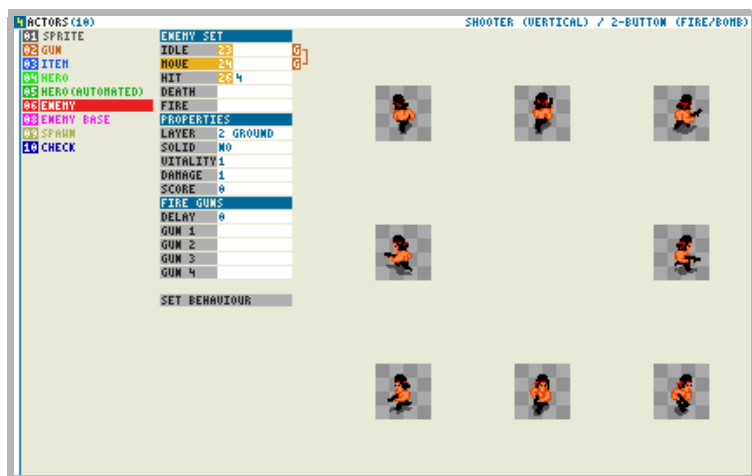 4 ACTORS(10)
SHOOTER (VERTICAL) / 2-BUTTON (FIRE/BOMB)
01 SPRITE
02 GUN
03 ITEM
04 HERO
05 HERO(AUTOMATED)
06 ENEMY
08 ENEMY BASE
09 SPAWN
10 CHECK
ENEMY SET
IDLE 23 G
MOVE 24 G
HIT 26 4
DEATH
FIRE
PROPERTIES
LAYER 2 GROUND
SOLID NO
VITALITY 1
DAMAGE 1
SCORE 0
FIRE GUNS
DELAY 0
GUN 1
GUN 2
GUN 3
GUN 4
SET BEHAVIOUR